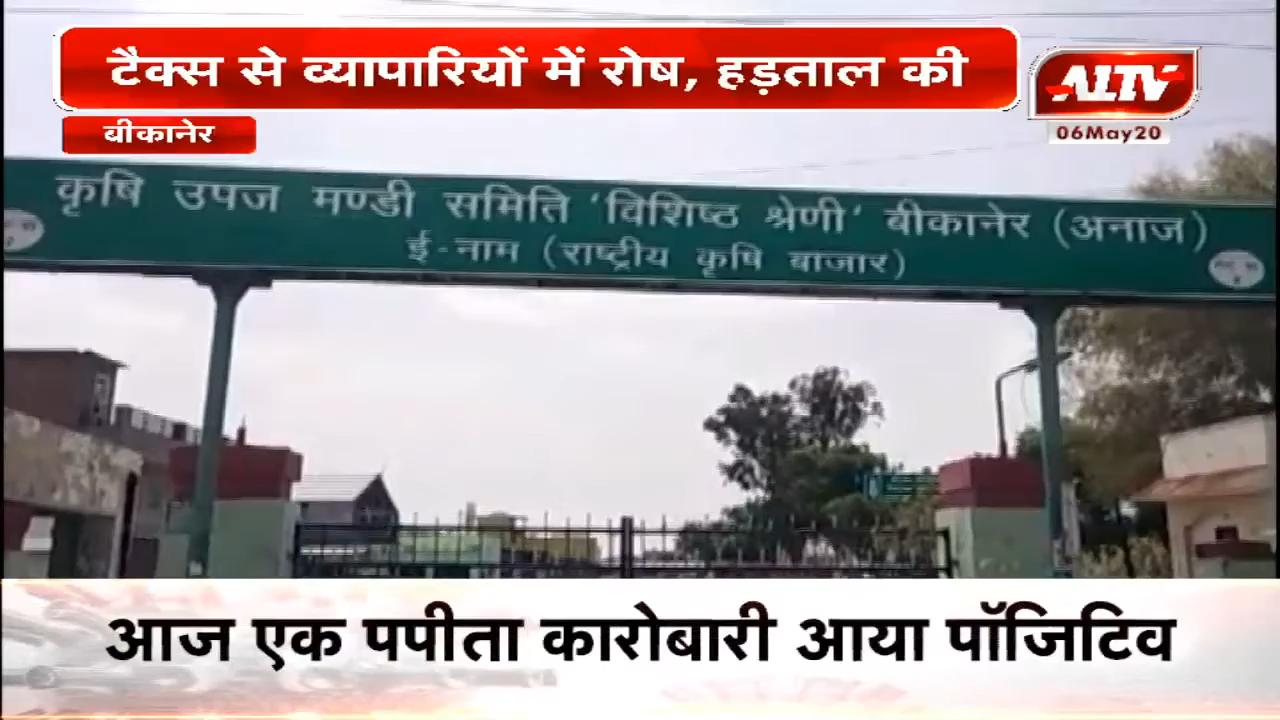 टैक्स से व्यापारियों में रोष, हड़ताल की
ALTV
बीकानेर
06May20
कृषि उपज मण्डी समिति 'विशिष्ठ श्रेणी' बीकानेर (अनाज)
ई-नाम (राष्ट्रीय कृषि बाजार)
आज एक पपीता कारोबारी आया पॉजिटिव